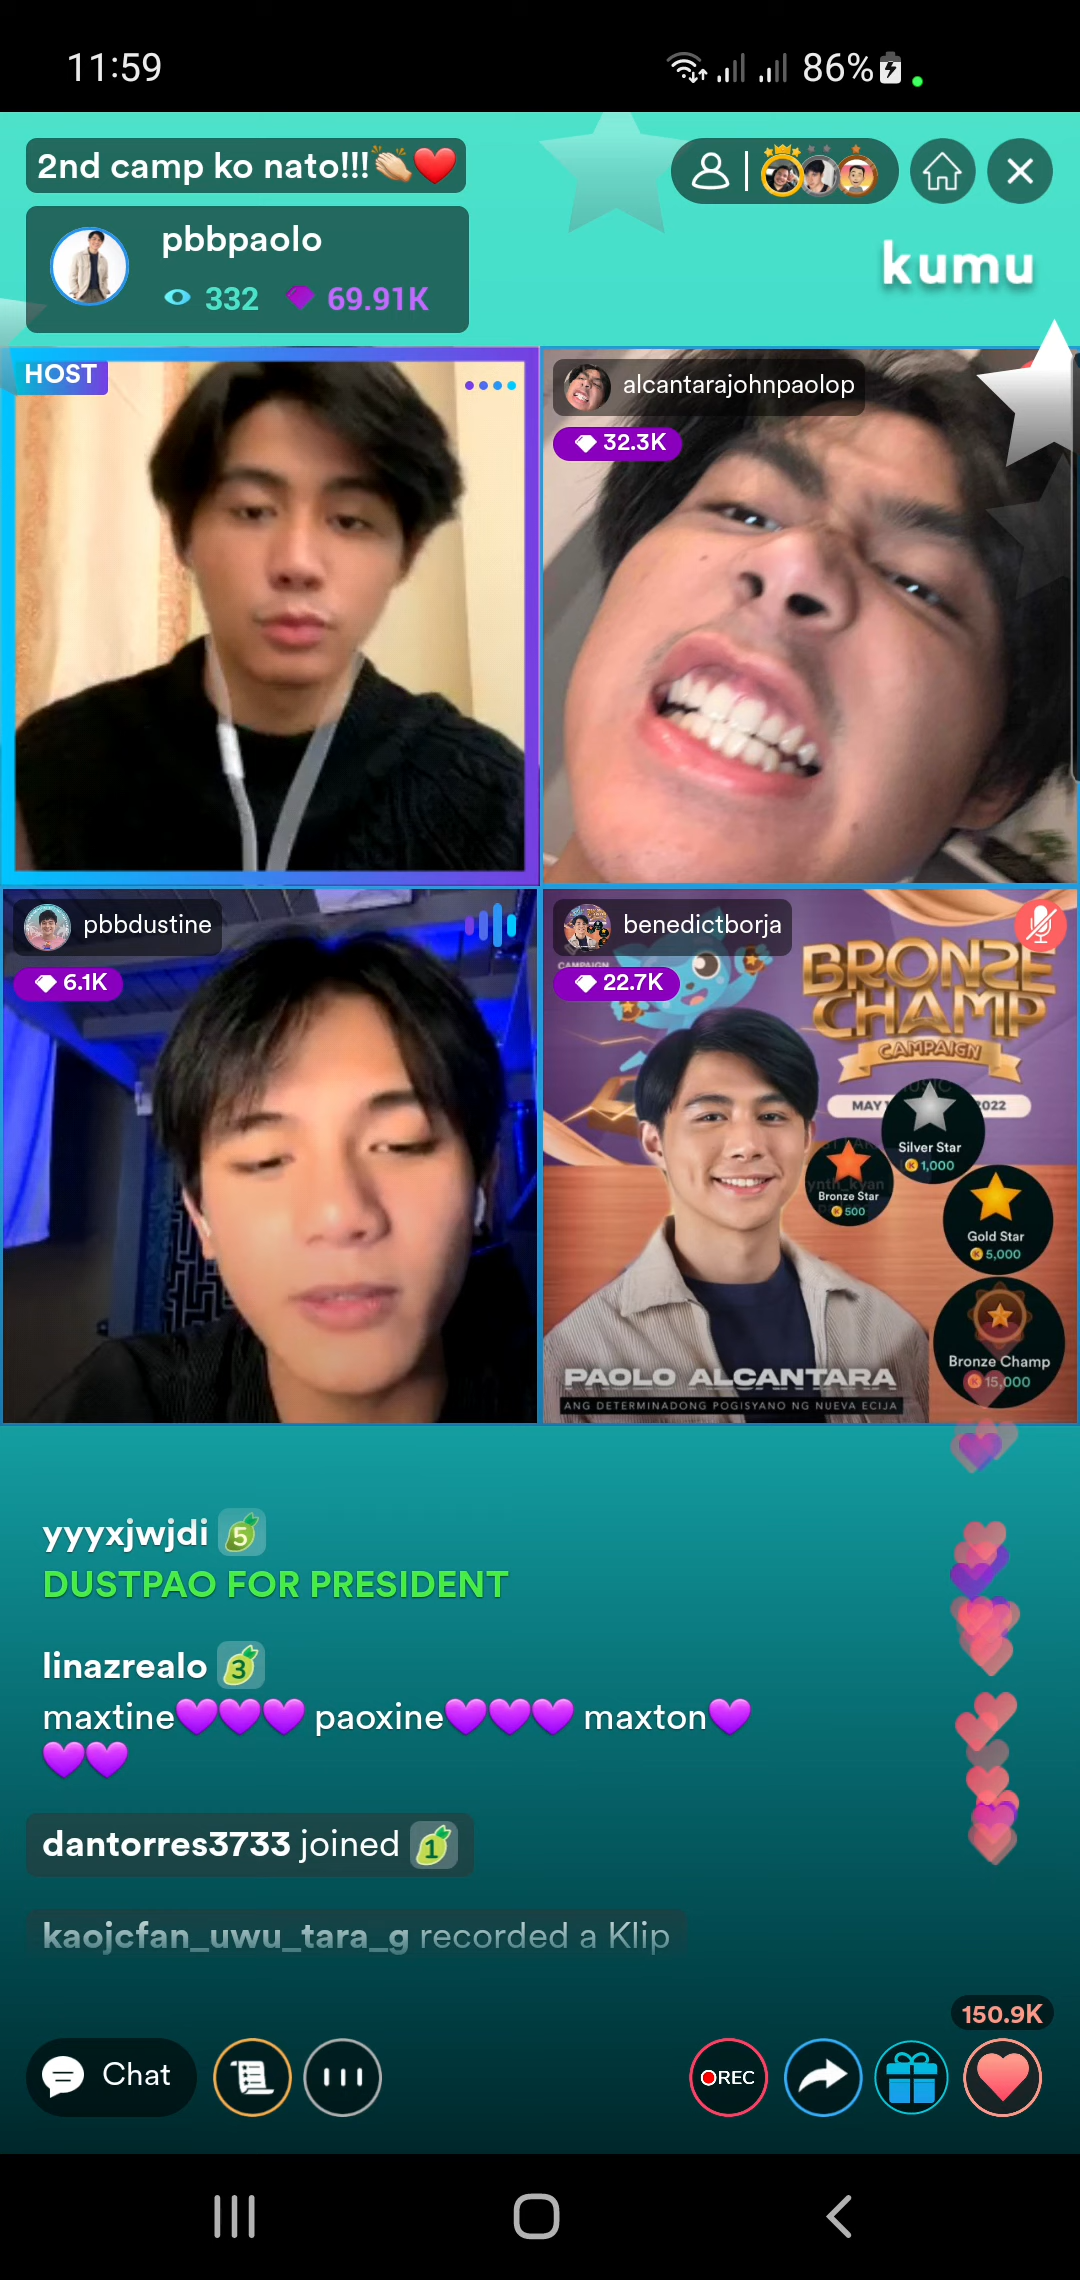 11:59
86%
2nd camp ko nato!!!👏🏻❤️
pbbpaolo
332 69.91K
kumu
HOST
alcantarajohnpaolop
32.3K
pbbdustine
6.1K
benedictborja
22.7K
CAMPAIGN
BRONZE
CHAMP
CAMPAIGN
MAY
2022
Silver Star
1,000
Bronze Star
500
Gold Star
5,000
Bronze Champ
15,000
PAOLO ALCANTARA
ANG DETERMINADONG POGISYANO NG NUEVA ECIJA
yyyxjwjdi 5
DUSTPAO FOR PRESIDENT
linazrealo 3
maxtine💜💜💜 paoxine💜💜💜 maxton💜
💜💜
dantorres3733 joined 1
kaojcfan_uwu_tara_g recorded a Klip
150.9K
Chat
REC